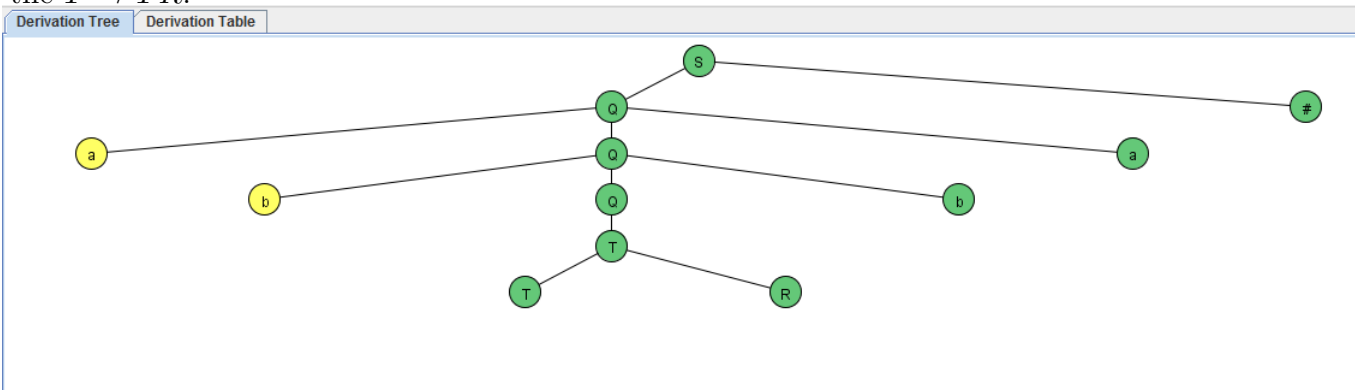 Derivation Tree Derivation Table
S
Q #
a Q a
b Q b
T
T R